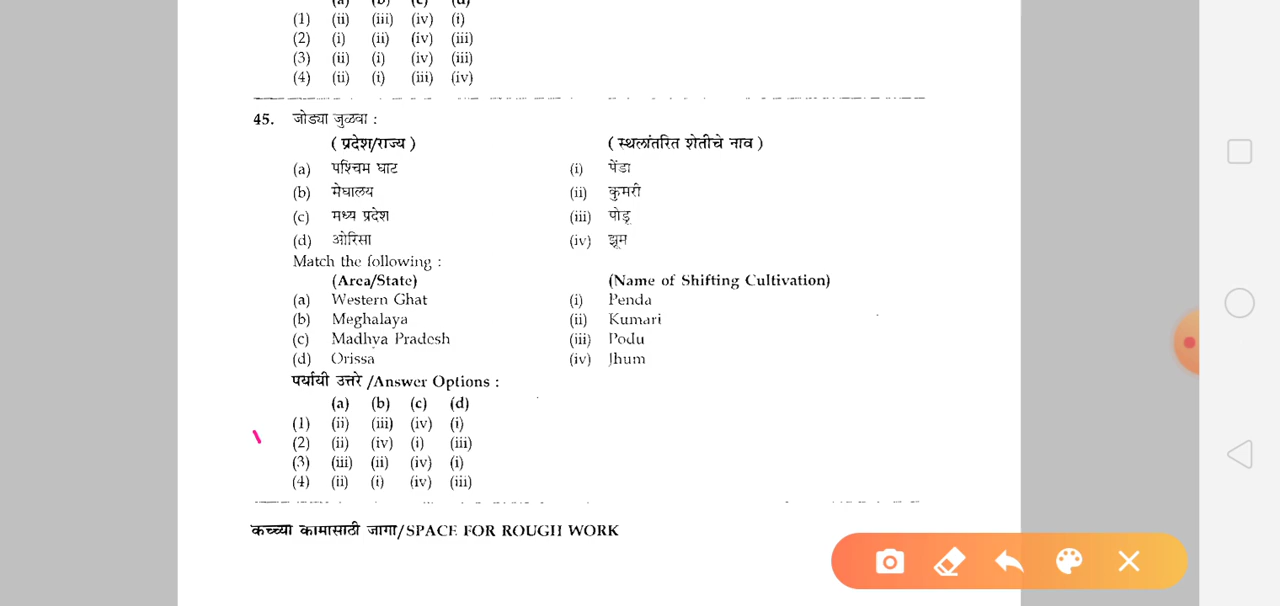 (a) (b) (c) (d)
(1) (ii) (iii) (iv) (i)
(2) (i) (ii) (iv) (iii)
(3) (ii) (i) (iv) (iii)
(4) (ii) (i) (iii) (iv)
45. जोड्या जुळवा :
( प्रदेश/राज्य ) ( स्थलांतरित शेतीचे नाव )
(a) पश्चिम घाट (i) पेंडा
(b) मेघालय (ii) कुमरी
(c) मध्य प्रदेश (iii) पोडू
(d) ओरिसा (iv) झूम
Match the following :
(Area/State) (Name of Shifting Cultivation)
(a) Western Ghat (i) Penda
(b) Meghalaya (ii) Kumari
(c) Madhya Pradesh (iii) Podu
(d) Orissa (iv) Jhum
पर्यायी उत्तरे /Answer Options :
(a) (b) (c) (d)
(1) (ii) (iii) (iv) (i)
(2) (ii) (iv) (i) (iii)
(3) (iii) (ii) (iv) (i)
(4) (ii) (i) (iv) (iii)
कच्च्या कामासाठी जागा/SPACE FOR ROUGH WORK